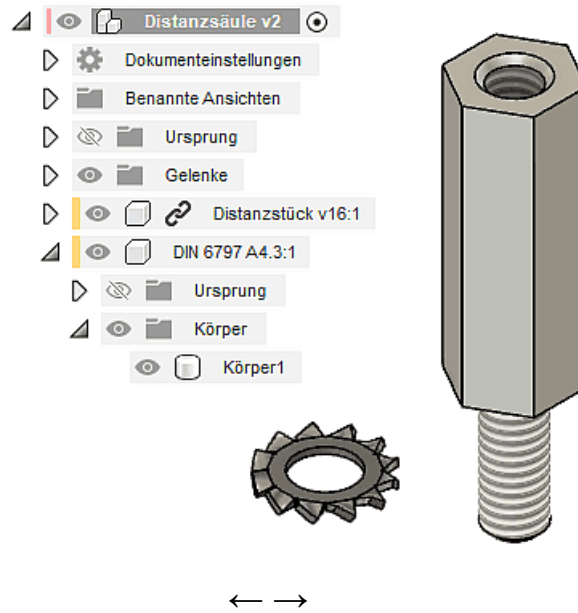 Distanzsäule v2
Dokumenteinstellungen
Benannte Ansichten
Ursprung
Gelenke
Distanzstück v16:1
DIN 6797 A4.3:1
Ursprung
Körper
Körper1
← →